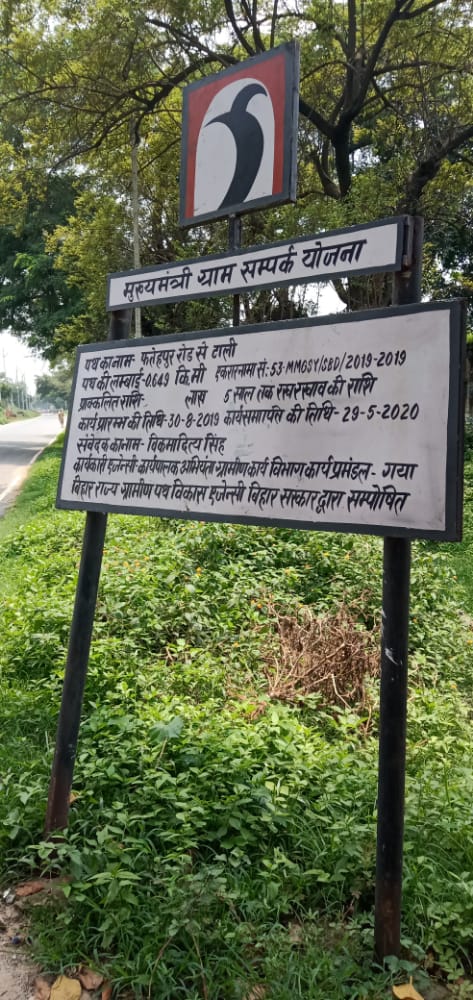 मुख्यमंत्री ग्राम सम्पर्क योजना
पथ का नाम- फतेहपुर रोड से टाली
पथ की लम्बाई-0.649 कि.मी एकरारनामा सं:-53-MMGSY/GBD/2019-2019
प्राक्कलित राशि- लाख 5 साल तक रखरखाव की राशि
कार्य प्रारम्भ की तिथि-30-8-2019 कार्य समाप्ति की तिथि -29-5-2020
संवेदक का नाम- विक्रमादित्य सिंह
कार्यकारी एजेन्सी-कार्यपालक अभियंता ग्रामीण कार्य विभाग कार्य प्रमंडल- गया
बिहार राज्य ग्रामीण पथ विकास एजेन्सी बिहार सरकार द्वारा सम्पोषित